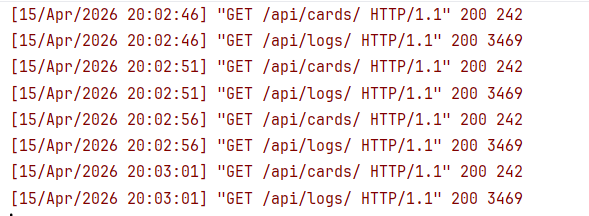 [15/Apr/2026 20:02:46] "GET /api/cards/ HTTP/1.1" 200 242
[15/Apr/2026 20:02:46] "GET /api/logs/ HTTP/1.1" 200 3469
[15/Apr/2026 20:02:51] "GET /api/cards/ HTTP/1.1" 200 242
[15/Apr/2026 20:02:51] "GET /api/logs/ HTTP/1.1" 200 3469
[15/Apr/2026 20:02:56] "GET /api/cards/ HTTP/1.1" 200 242
[15/Apr/2026 20:02:56] "GET /api/logs/ HTTP/1.1" 200 3469
[15/Apr/2026 20:03:01] "GET /api/cards/ HTTP/1.1" 200 242
[15/Apr/2026 20:03:01] "GET /api/logs/ HTTP/1.1" 200 3469